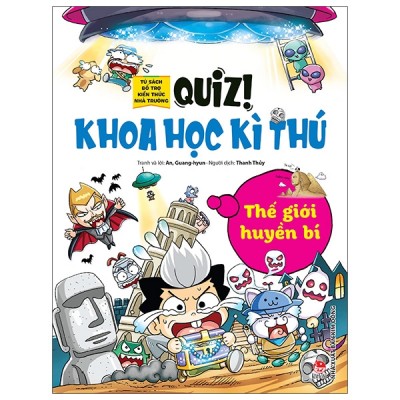 TỦ SÁCH
BỔ TRỢ
KIẾN THỨC
NHÀ TRƯỜNG
QUIZ!
KHOA HỌC KÌ THÚ
Tranh và lời: An, Guang-hyun - Người dịch: Thanh Thủy
Thế giới
huyền bí